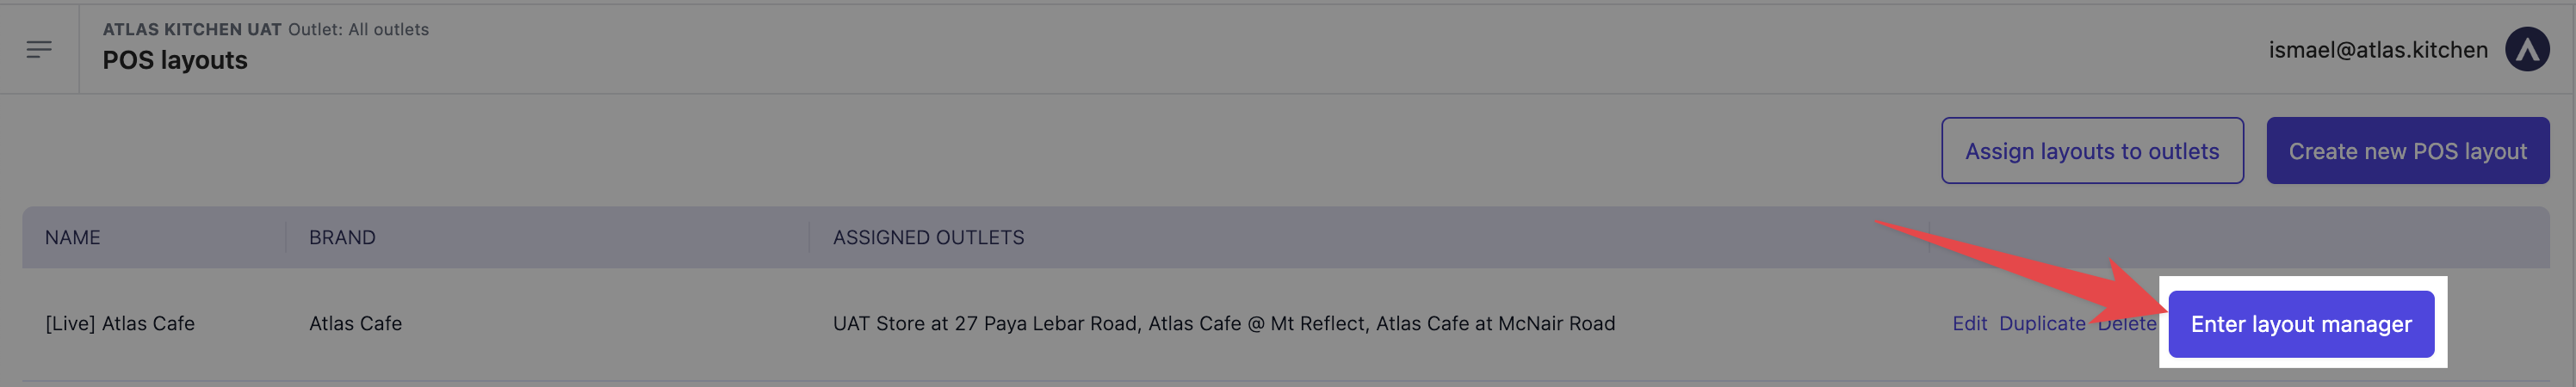 ATLAS KITCHEN UAT Outlet: All outlets
POS layouts
ismael@atlas.kitchen
Assign layouts to outlets
Create new POS layout
NAME BRAND ASSIGNED OUTLETS
[Live] Atlas Cafe Atlas Cafe UAT Store at 27 Paya Lebar Road, Atlas Cafe @ Mt Reflect, Atlas Cafe at McNair Road Edit Duplicate Delete Enter layout manager